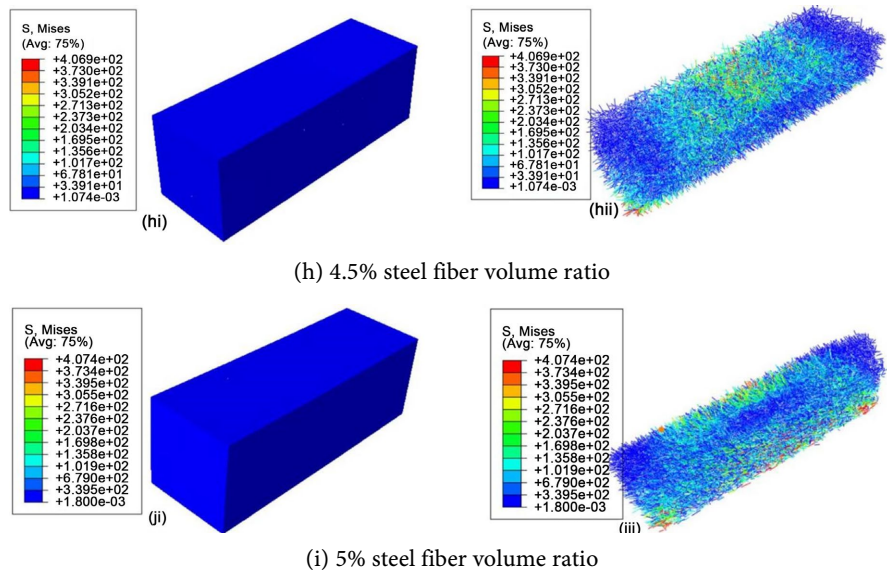 S, Mises
(Avg: 75%)
+4.069e+02
+3.730e+02
+3.391e+02
+3.052e+02
+2.713e+02
+2.373e+02
+2.034e+02
+1.695e+02
+1.356e+02
+1.017e+02
+6.781e+01
+3.391e+01
+1.074e-03
(hi)
S, Mises
(Avg: 75%)
+4.069e+02
+3.730e+02
+3.391e+02
+3.052e+02
+2.713e+02
+2.373e+02
+2.034e+02
+1.695e+02
+1.356e+02
+1.017e+02
+6.781e+01
+3.391e+01
+1.074e-03
(hii)
(h) 4.5% steel fiber volume ratio
S, Mises
(Avg: 75%)
+4.074e+02
+3.734e+02
+3.395e+02
+3.055e+02
+2.716e+02
+2.376e+02
+2.037e+02
+1.698e+02
+1.358e+02
+1.019e+02
+6.790e+02
+3.395e+02
+1.800e-03
(ji)
S, Mises
(Avg: 75%)
+4.074e+02
+3.734e+02
+3.395e+02
+3.055e+02
+2.716e+02
+2.376e+02
+2.037e+02
+1.698e+02
+1.358e+02
+1.019e+02
+6.790e+02
+3.395e+02
+1.800e-03
(i) 5% steel fiber volume ratio